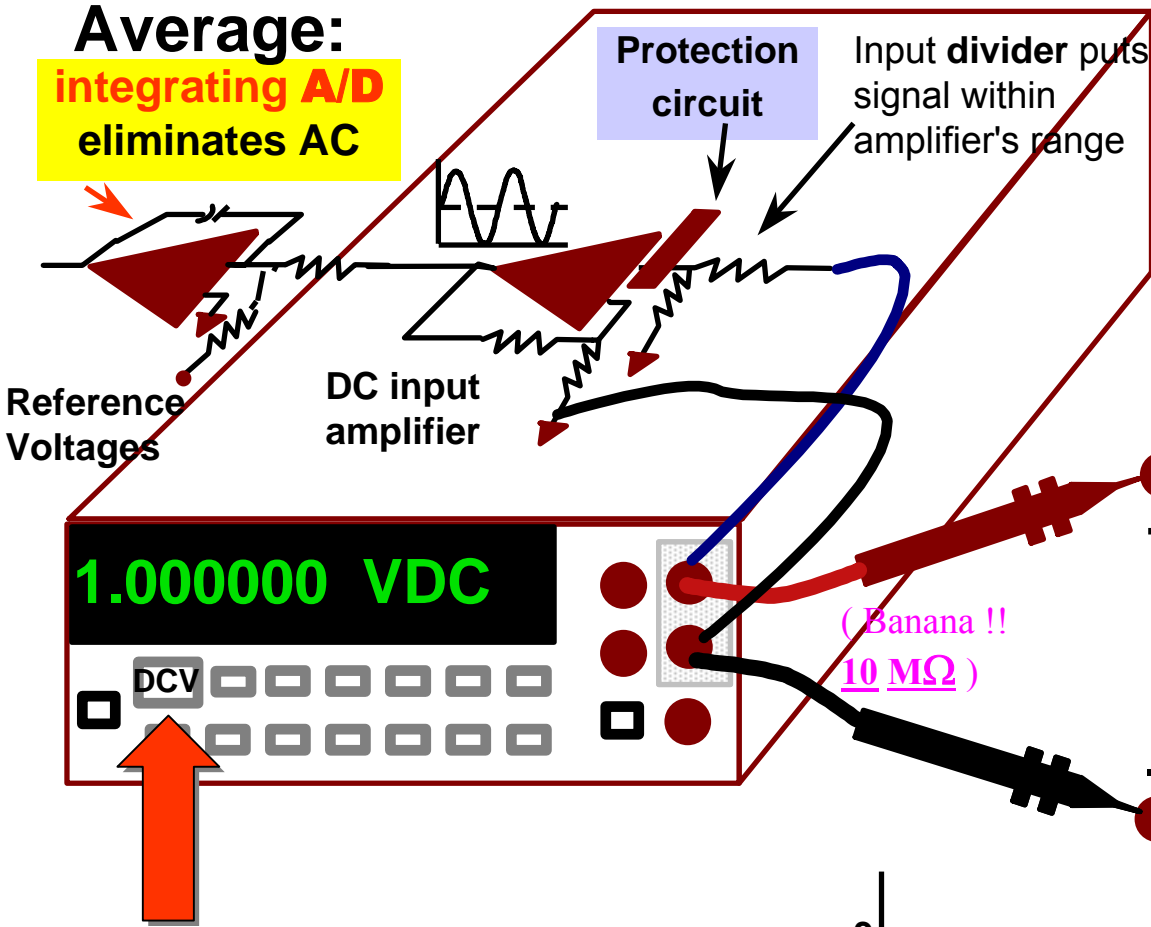 Average:
integrating A/D
eliminates AC
Protection
circuit
Input divider puts
signal within
amplifier's range
Reference
Voltages
DC input
amplifier
1.000000 VDC
DCV
( Banana !!
10 MΩ )